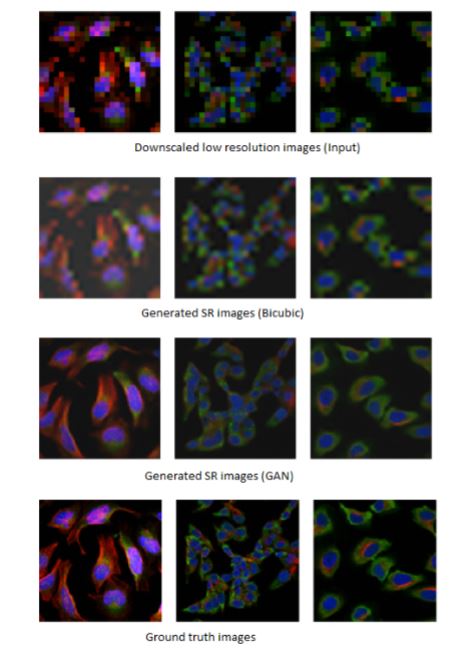 Downscaled low resolution images (Input)
Generated SR images (Bicubic)
Generated SR images (GAN)
Ground truth images